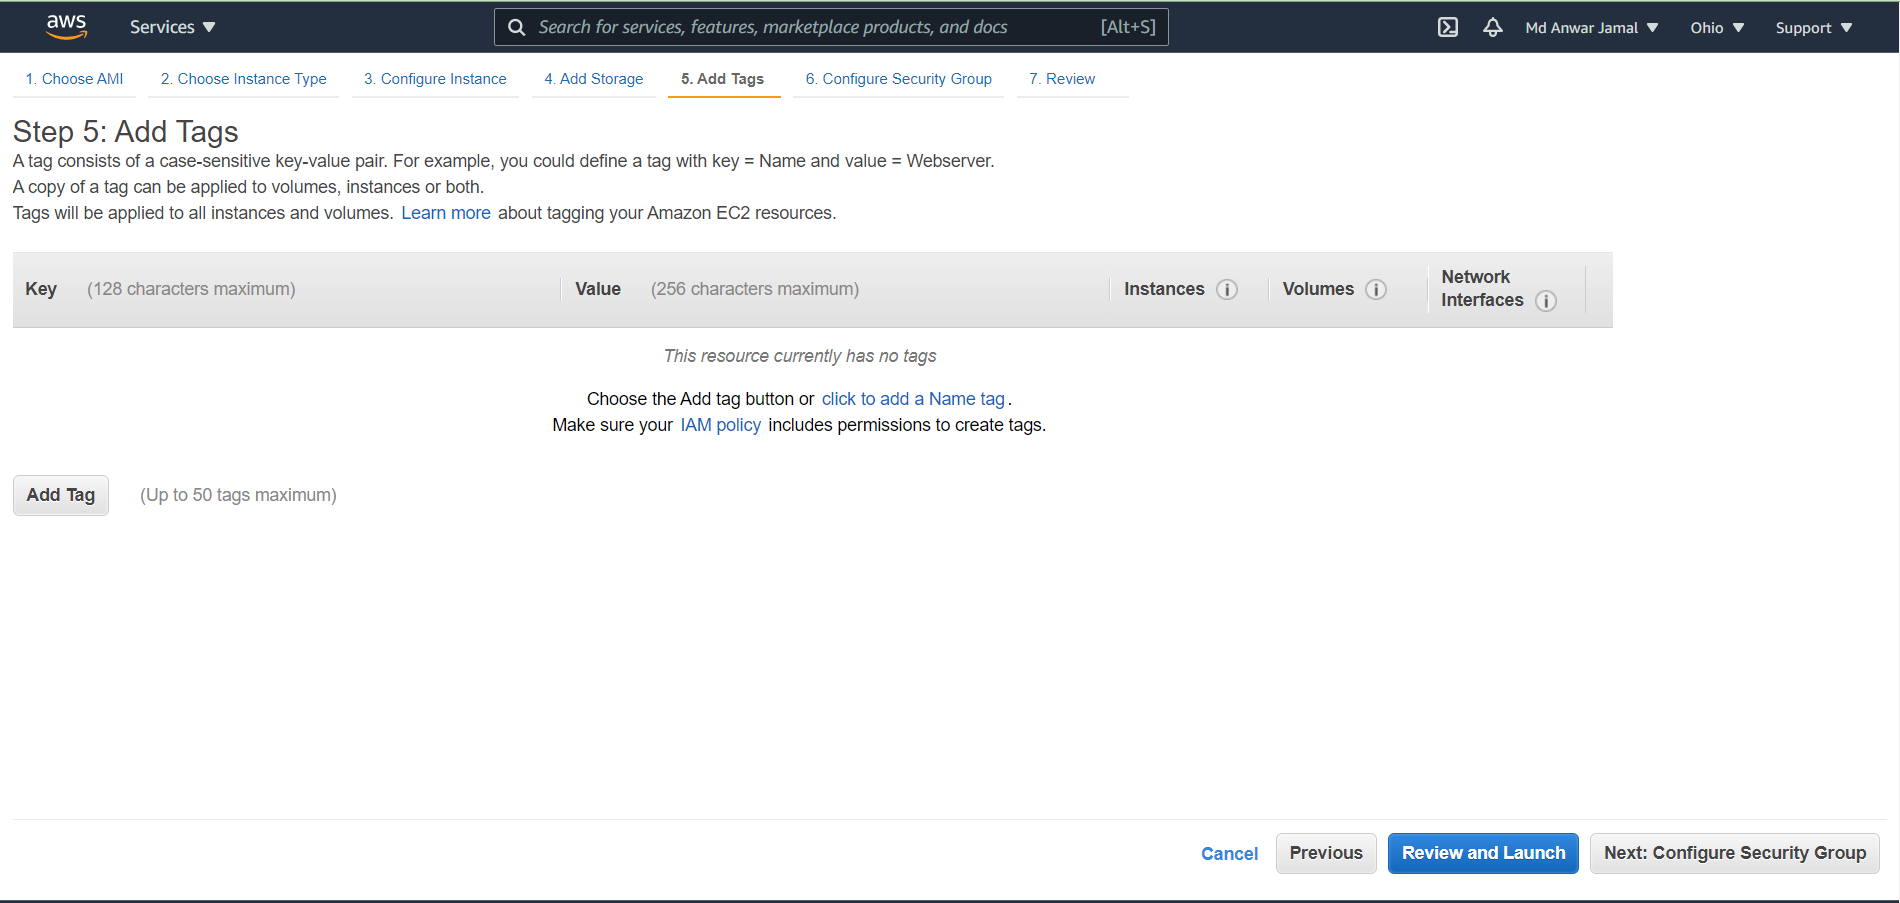 aws Services Search for services, features, marketplace products, and docs [Alt+S] Md Anwar Jamal Ohio Support
1. Choose AMI 2. Choose Instance Type 3. Configure Instance 4. Add Storage 5. Add Tags 6. Configure Security Group 7. Review
Step 5: Add Tags
A tag consists of a case-sensitive key-value pair. For example, you could define a tag with key = Name and value = Webserver.
A copy of a tag can be applied to volumes, instances or both.
Tags will be applied to all instances and volumes. Learn more about tagging your Amazon EC2 resources.
Key (128 characters maximum) Value (256 characters maximum) Instances Volumes Network Interfaces
This resource currently has no tags
Choose the Add tag button or click to add a Name tag.
Make sure your IAM policy includes permissions to create tags.
Add Tag (Up to 50 tags maximum)
Cancel Previous Review and Launch Next: Configure Security Group